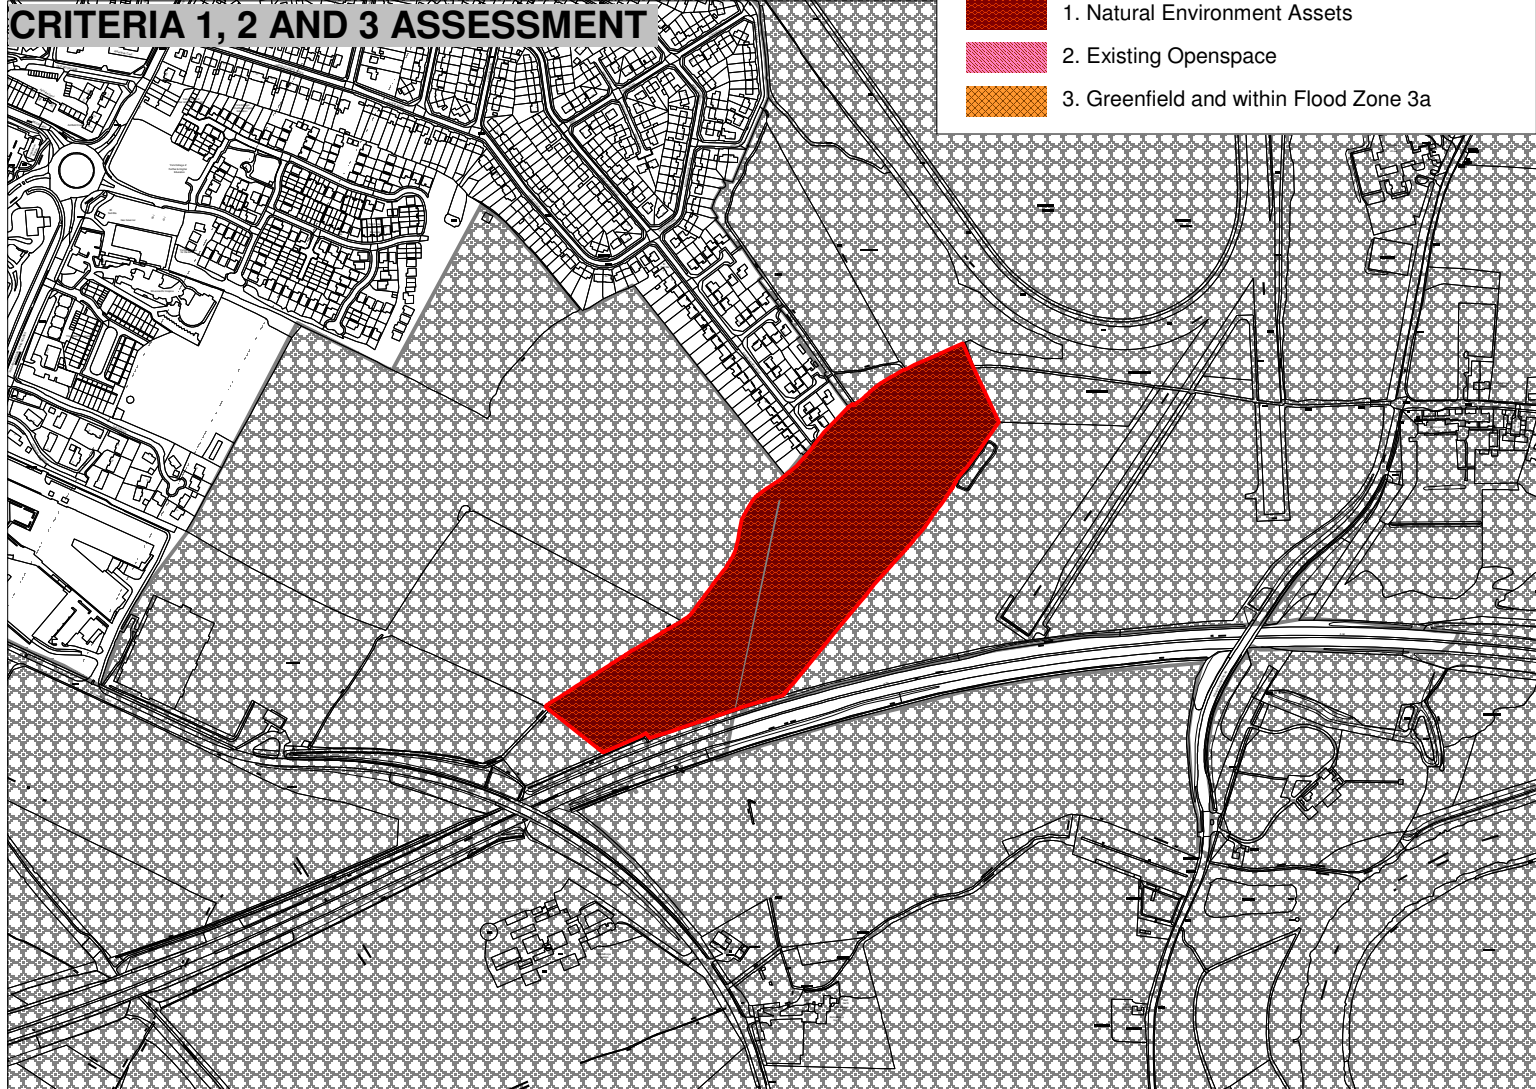 CRITERIA 1, 2 AND 3 ASSESSMENT
1. Natural Environment Assets
2. Existing Openspace
3. Greenfield and within Flood Zone 3a